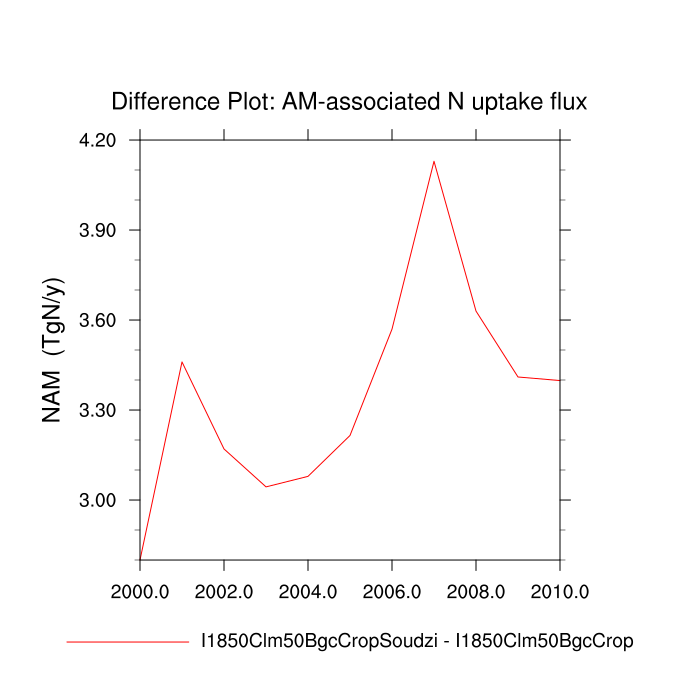 Difference Plot: AM-associated N uptake flux
4.20
3.90
3.60
3.30
3.00
NAM (TgN/y)
2000.0 2002.0 2004.0 2006.0 2008.0 2010.0
I1850Clm50BgcCropSoudzi - I1850Clm50BgcCrop